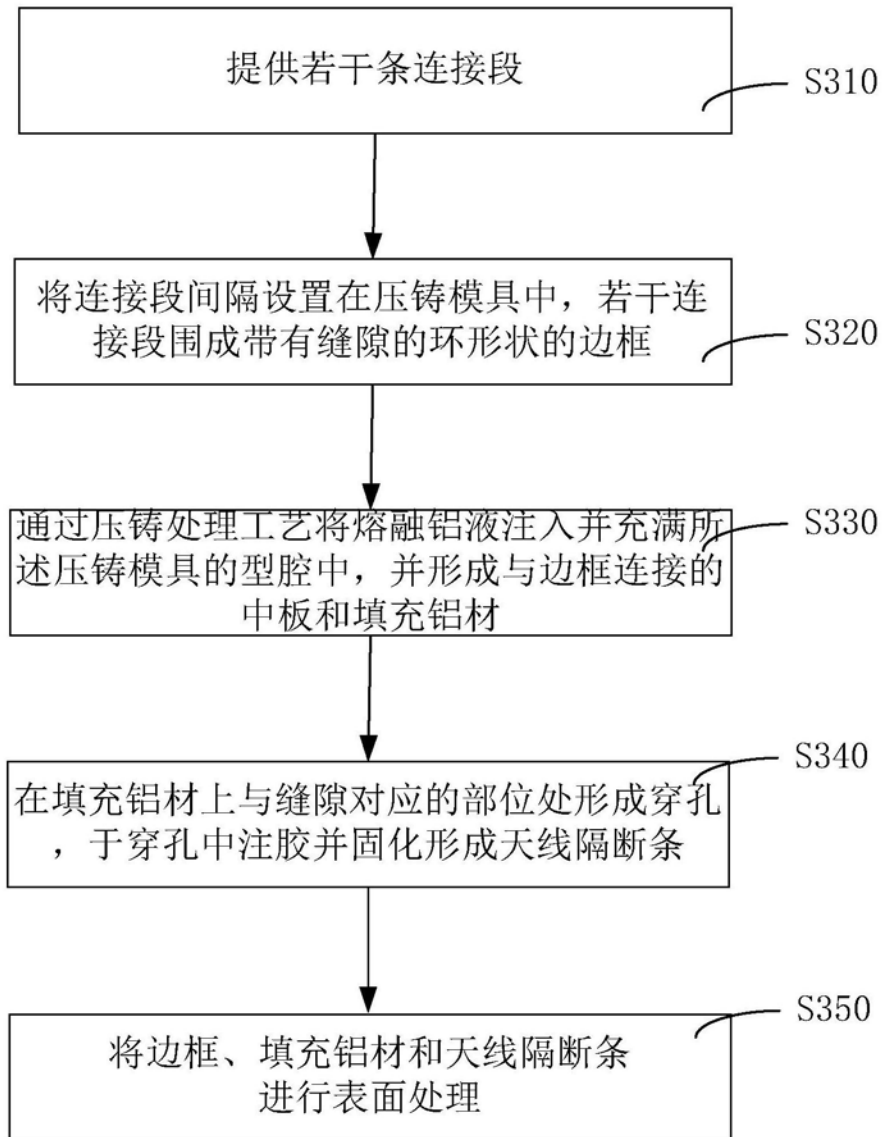 提供若干条连接段
S310
将连接段间隔设置在压铸模具中，若干连
接段围成带有缝隙的环形状的边框
S320
通过压铸处理工艺将熔融铝液注入并充满所
述压铸模具的型腔中，并形成与边框连接的
中板和填充铝材
S330
在填充铝材上与缝隙对应的部位处形成穿孔
，于穿孔中注胶并固化形成天线隔断条
S340
将边框、填充铝材和天线隔断条
进行表面处理
S350